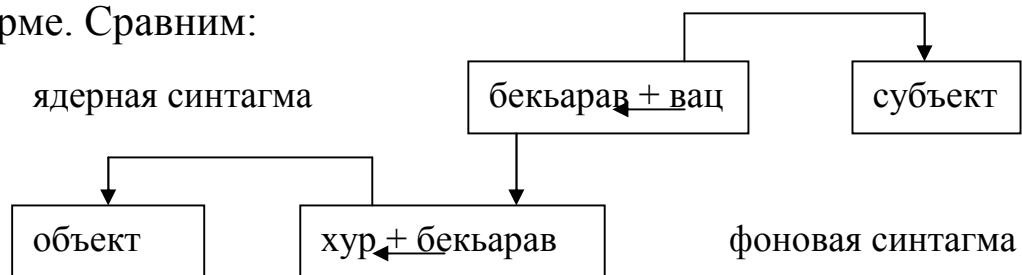 рме. Сравним:
ядерная синтагма бекьарав + вац субъект
объект хур + бекьарав фоновая синтагма